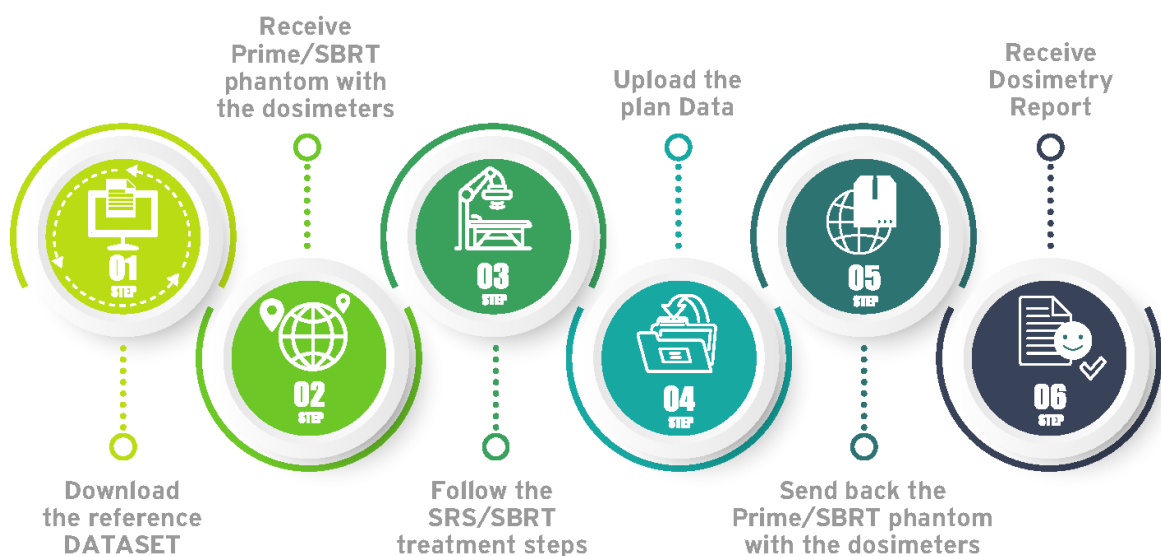 01
STEP
Download
the reference
DATASET
Receive
Prime/SBRT
phantom with
the dosimeters
02
STEP
03
STEP
Follow the
SRS/SBRT
treatment steps
Upload the
plan Data
04
STEP
05
STEP
Send back the
Prime/SBRT phantom
with the dosimeters
Receive
Dosimetry
Report
06
STEP